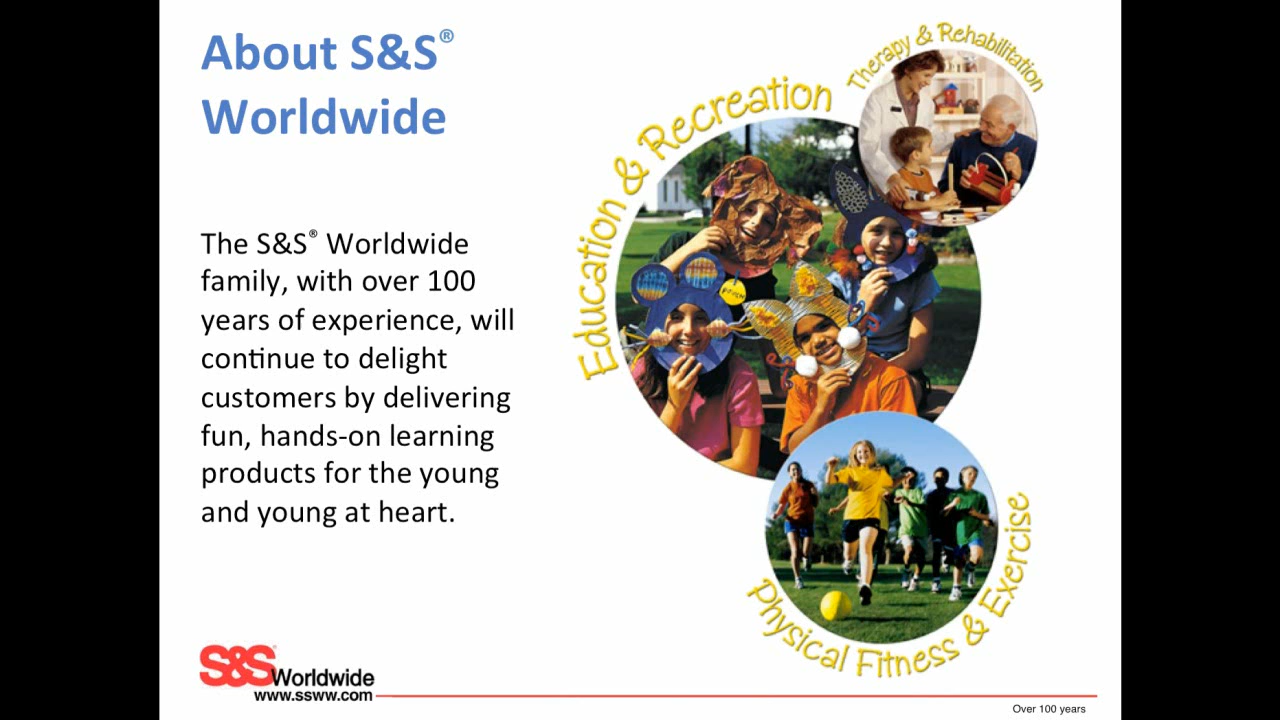 About S&S®
Worldwide
The S&S® Worldwide
family, with over 100
years of experience, will
continue to delight
customers by delivering
fun, hands-on learning
products for the young
and young at heart.
Education & Recreation
Therapy & Rehabilitation
Physical Fitness & Exercise
S&S® Worldwide
www.ssww.com
Over 100 years